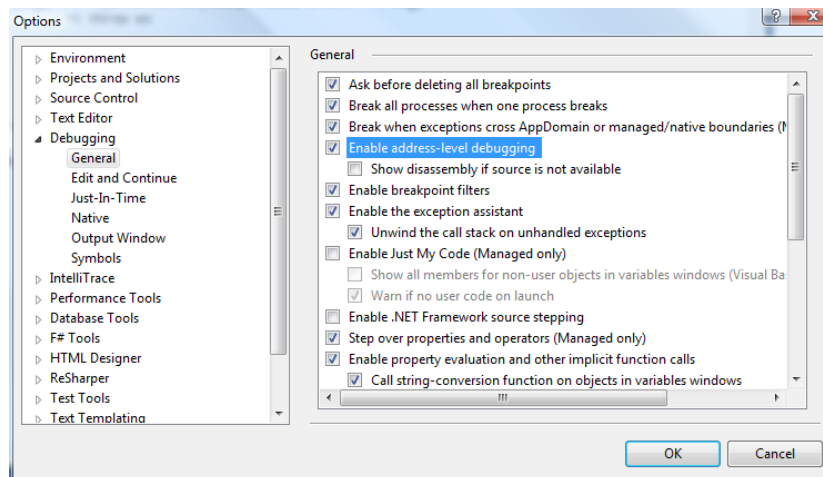 Options
Environment
Projects and Solutions
Source Control
Text Editor
Debugging
General
Edit and Continue
Just-In-Time
Native
Output Window
Symbols
IntelliTrace
Performance Tools
Database Tools
F# Tools
HTML Designer
ReSharper
Test Tools
Text Templating
General
Ask before deleting all breakpoints
Break all processes when one process breaks
Break when exceptions cross AppDomain or managed/native boundaries (M
Enable address-level debugging
Show disassembly if source is not available
Enable breakpoint filters
Enable the exception assistant
Unwind the call stack on unhandled exceptions
Enable Just My Code (Managed only)
Show all members for non-user objects in variables windows (Visual Ba
Warn if no user code on launch
Enable .NET Framework source stepping
Step over properties and operators (Managed only)
Enable property evaluation and other implicit function calls
Call string-conversion function on objects in variables windows
OK
Cancel